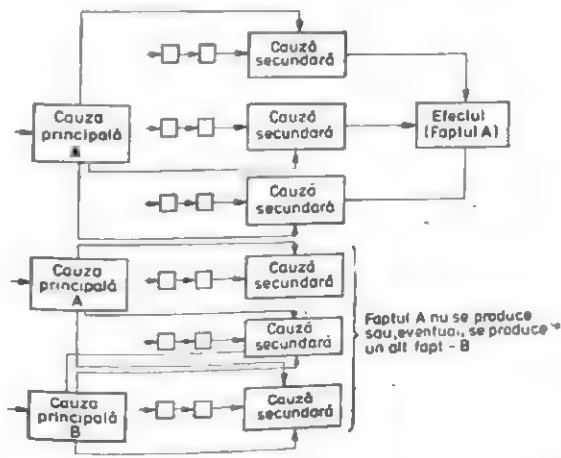 Cauză
secundară
Cauza
principală
A
Cauză
secundară
Efectul
(Faptul A)
Cauză
secundară
Cauza
principală
A
Cauză
secundară
Cauză
secundară
Faptul A nu se produce
sau, eventual, se produce
un alt fapt - B
Cauza
principală
B
Cauză
secundară